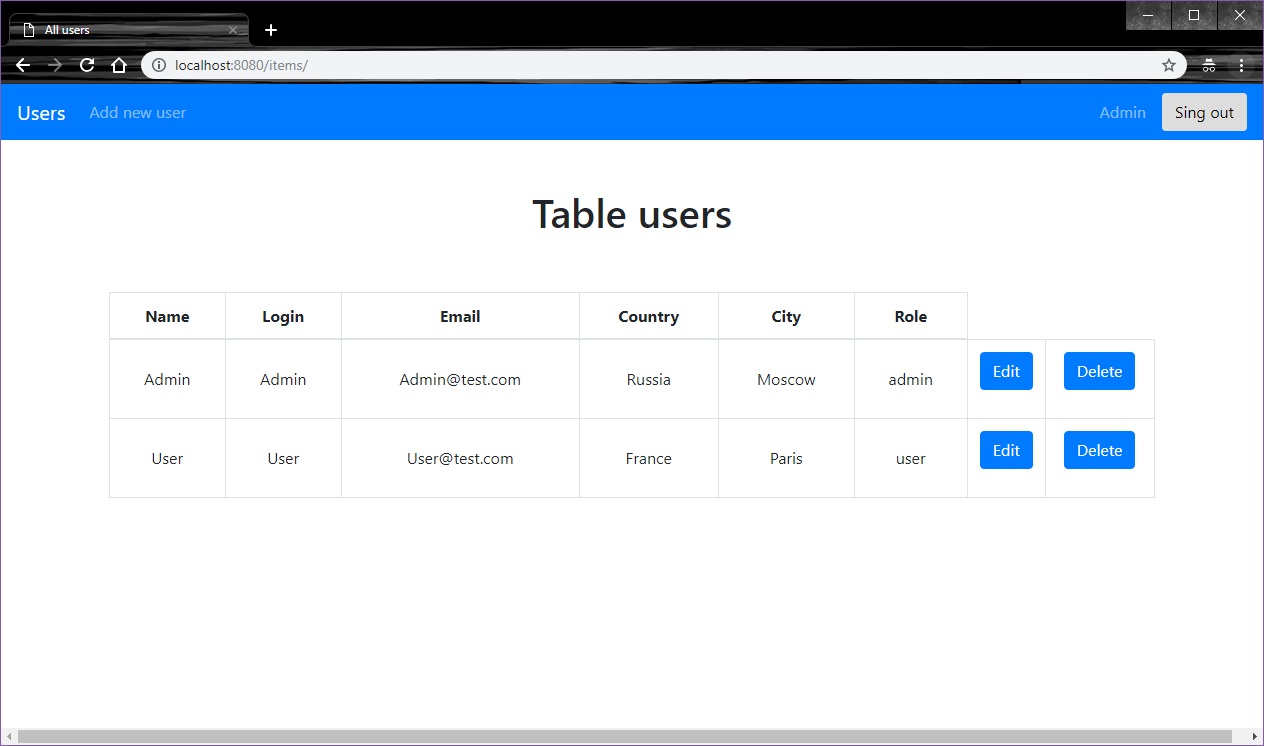 All users
localhost:8080/items/
Users Add new user Admin Sing out
Table users
Name Login Email Country City Role
Admin Admin Admin@test.com Russia Moscow admin Edit Delete
User User User@test.com France Paris user Edit Delete